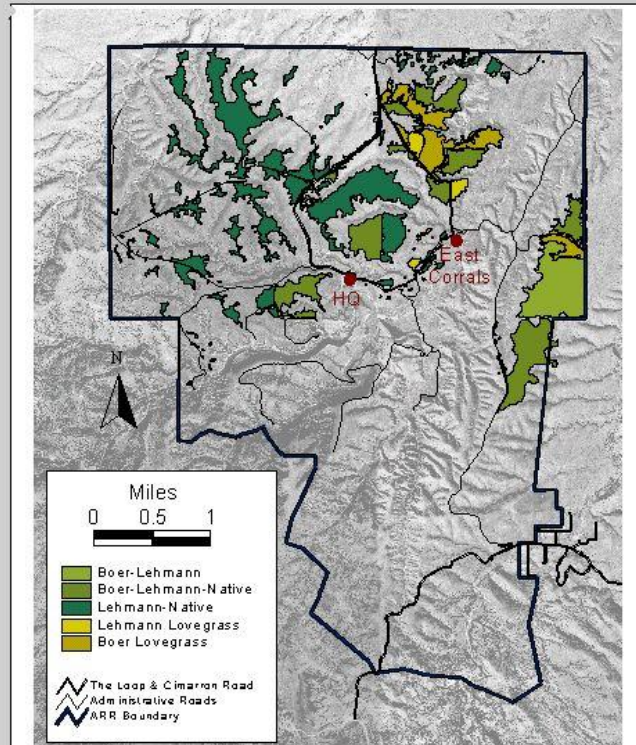 East
Corrals
HQ
N
Miles
0 0.5 1
Boer-Lehmann
Boer-Lehmann-Native
Lehmann-Native
Lehmann Lovegrass
Boer Lovegrass
The Loop & Cimarron Road
Administrative Roads
ARR Boundary